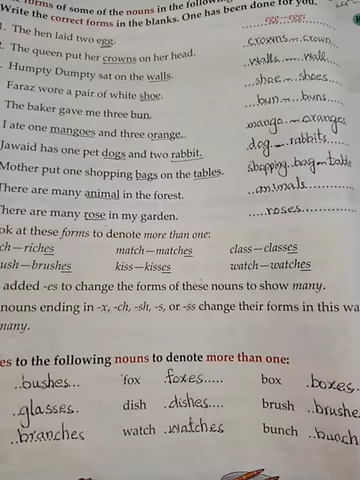 forms of some of the nouns in the follow
Write the correct forms in the blanks. One has been done for you.
1. The hen laid two egg. egg—eggs
2. The queen put her crowns on her head. crowns—crown
Humpty Dumpty sat on the walls. walls—wall
Faraz wore a pair of white shoe. shoe—shoes
The baker gave me three bun. bun—buns
I ate one mangoes and three orange.
Jawaid has one pet dogs and two rabbit.
Mother put one shopping bags on the tables. shopping bag—table
There are many animal in the forest. animals
There are many rose in my garden. roses
ok at these forms to denote more than one:
ch—riches match—matches class—classes
ush—brushes kiss—kisses watch—watches
added -es to change the forms of these nouns to show many.
nouns ending in -x, -ch, -sh, -s, or -ss change their forms in this wa
many.
es to the following nouns to denote more than one:
bushes fox foxes box boxes
glasses dish dishes brush brushe
branches watch watches bunch bunch